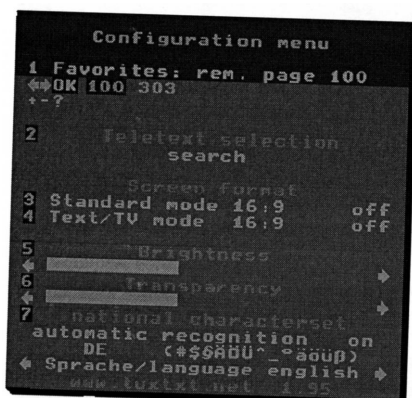 Configuration menu
1 Favorites: rem. page 100
OK 100 303
+-?
2 Teletext selection
search
Screen format
3 Standard mode 16:9 off
4 Text/TV mode 16:9 off
5 Brightness
6 Transparency
7 national characterset
automatic recognition on
DE (#$§ÄÖÜ^_°äöüß)
Sprache/language english
www.tuxtxt.net 1.95